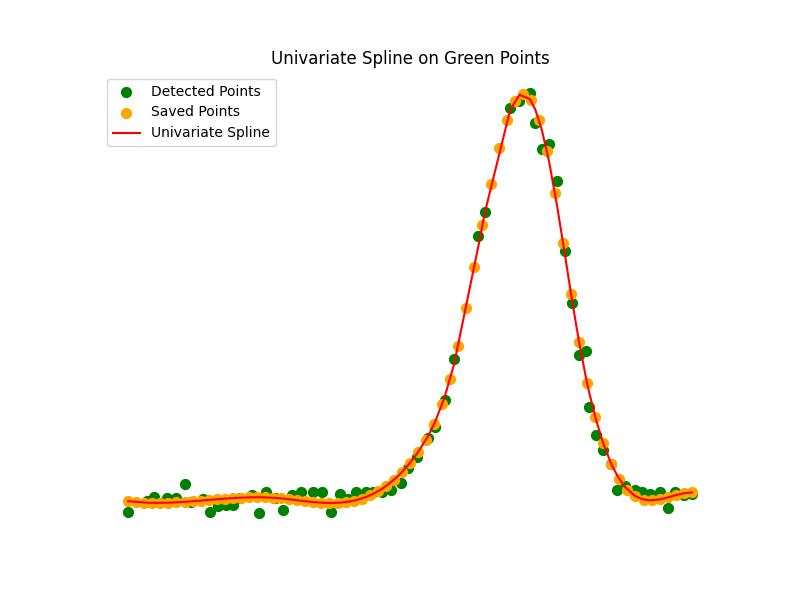 Univariate Spline on Green Points
Detected Points
Saved Points
Univariate Spline